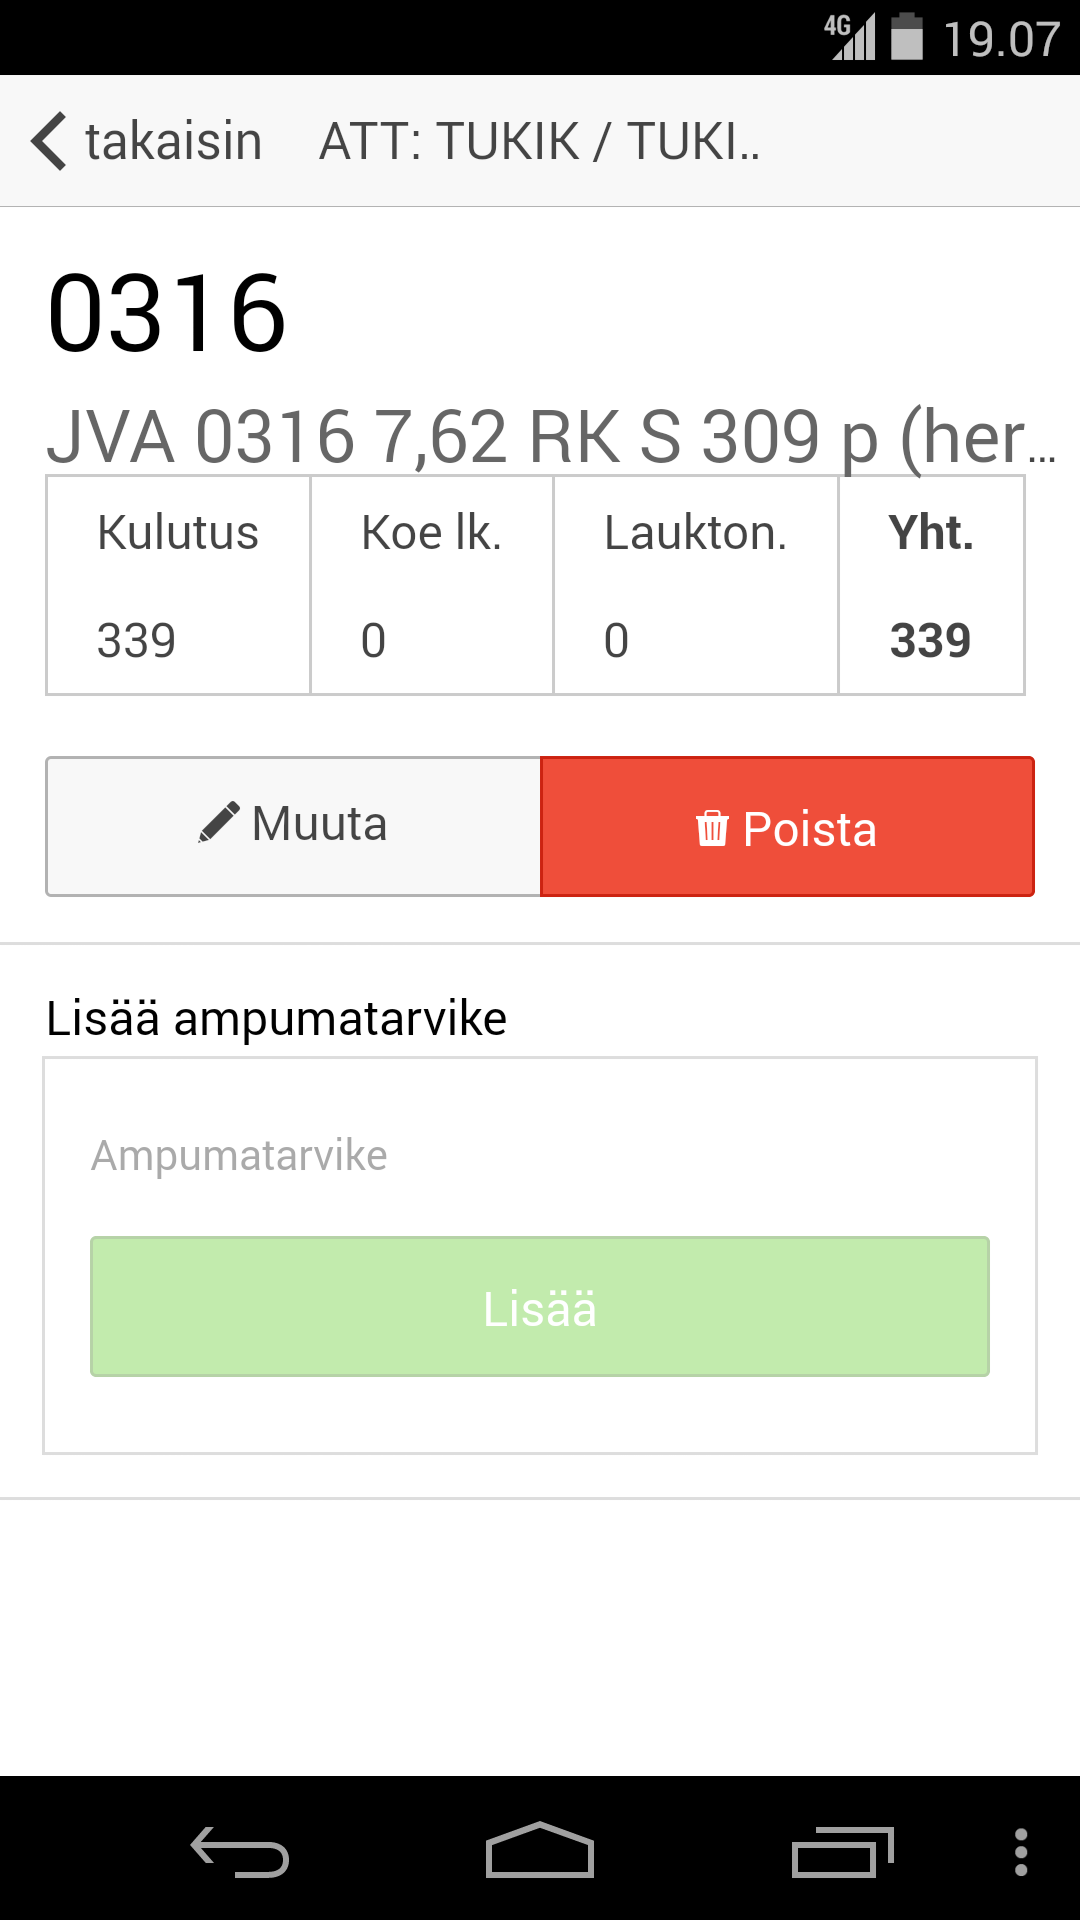 4G 19.07
takaisin ATT: TUKIK / TUKI..
0316
JVA 0316 7,62 RK S 309 p (her...
Kulutus Koe lk. Laukton. Yht.
339 0 0 339
Muuta Poista
Lisää ampumatarvike
Ampumatarvike
Lisää